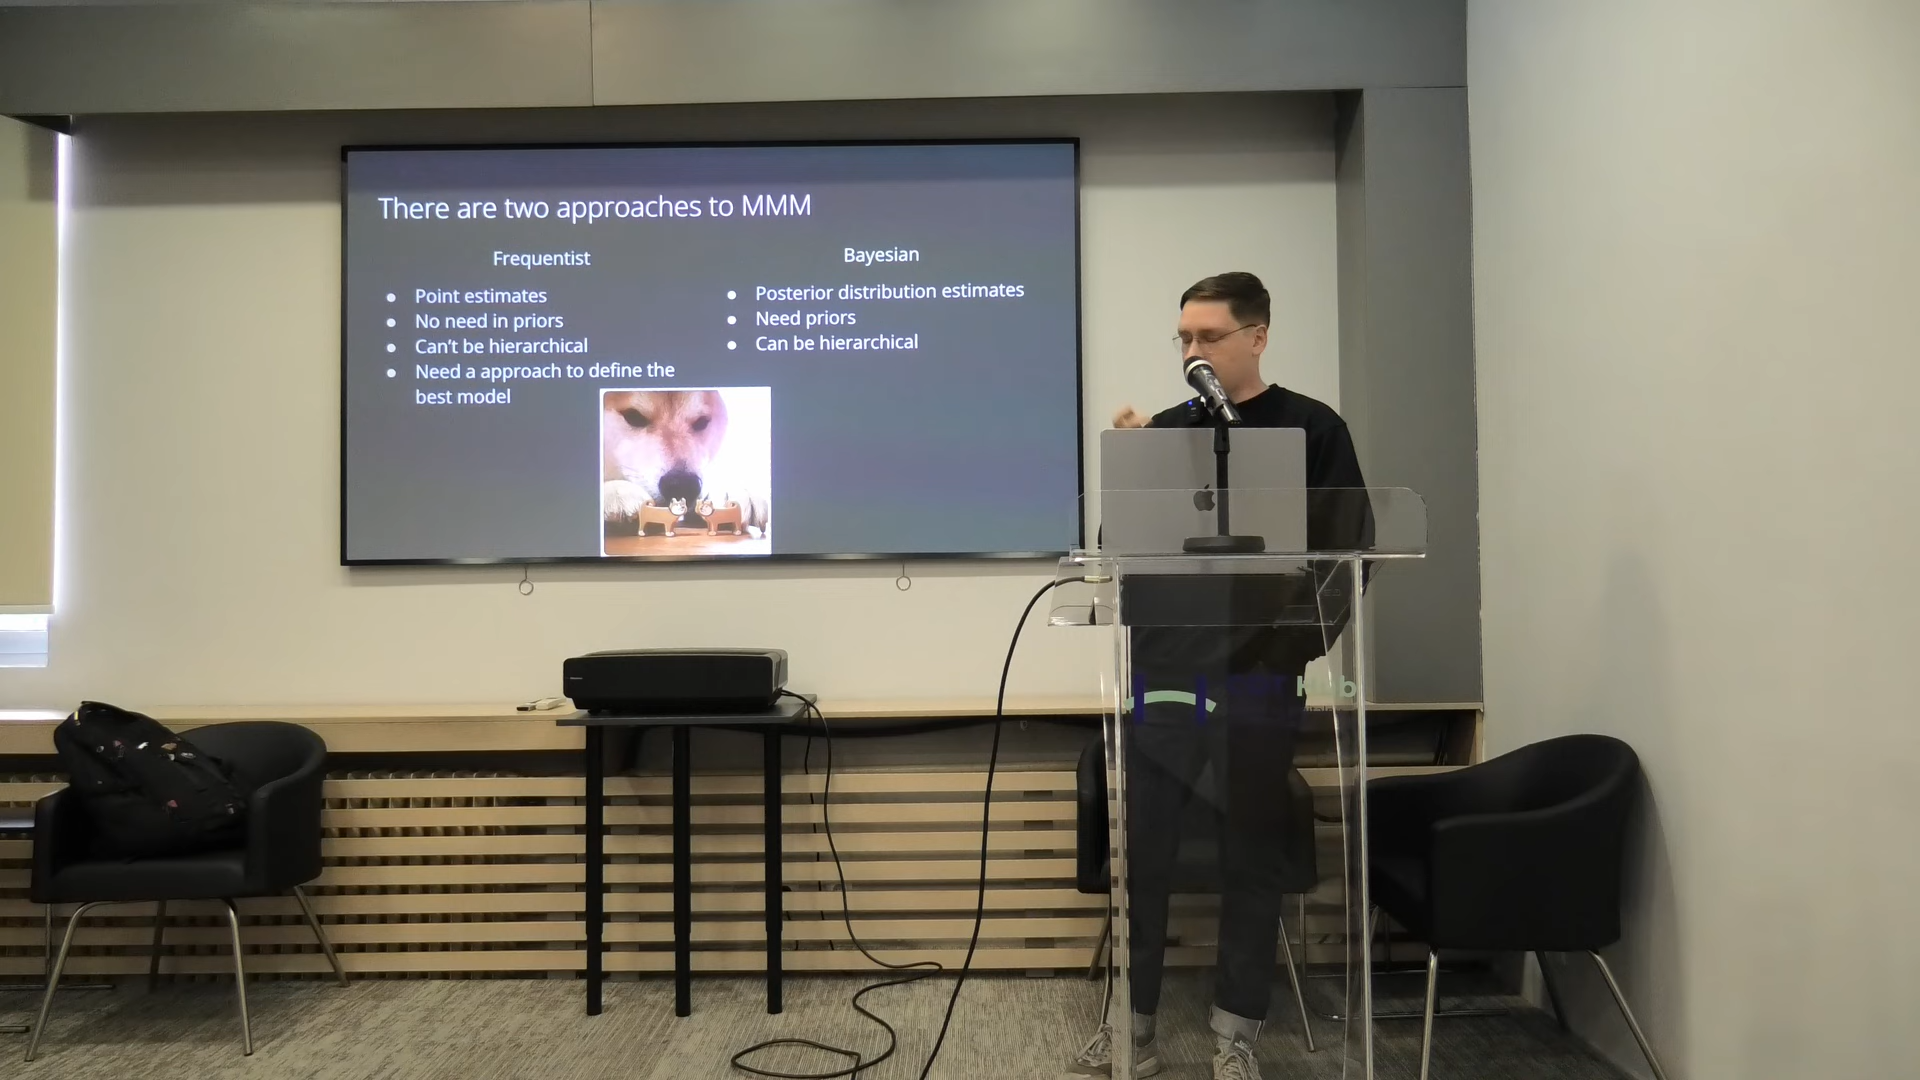 There are two approaches to MMM
Frequentist
Point estimates
No need in priors
Can't be hierarchical
Need a approach to define the
best model
Bayesian
Posterior distribution estimates
Need priors
Can be hierarchical